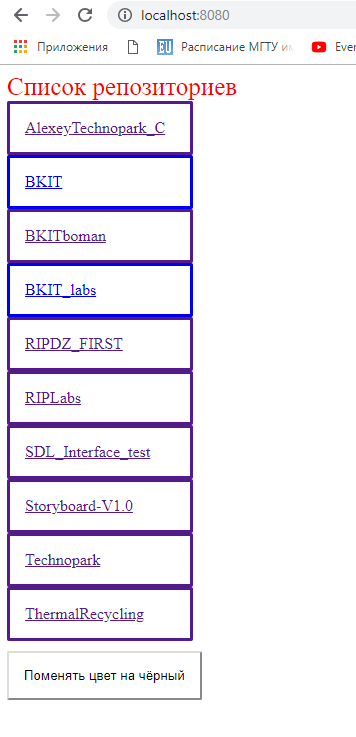 localhost:8080
Приложения
EU Расписание МГТУ им
Ever
Список репозиториев
AlexeyTechnopark_C
BKIT
BKITboman
BKIT_labs
RIPDZ_FIRST
RIPLabs
SDL_Interface_test
Storyboard-V1.0
Technopark
ThermalRecycling
Поменять цвет на чёрный